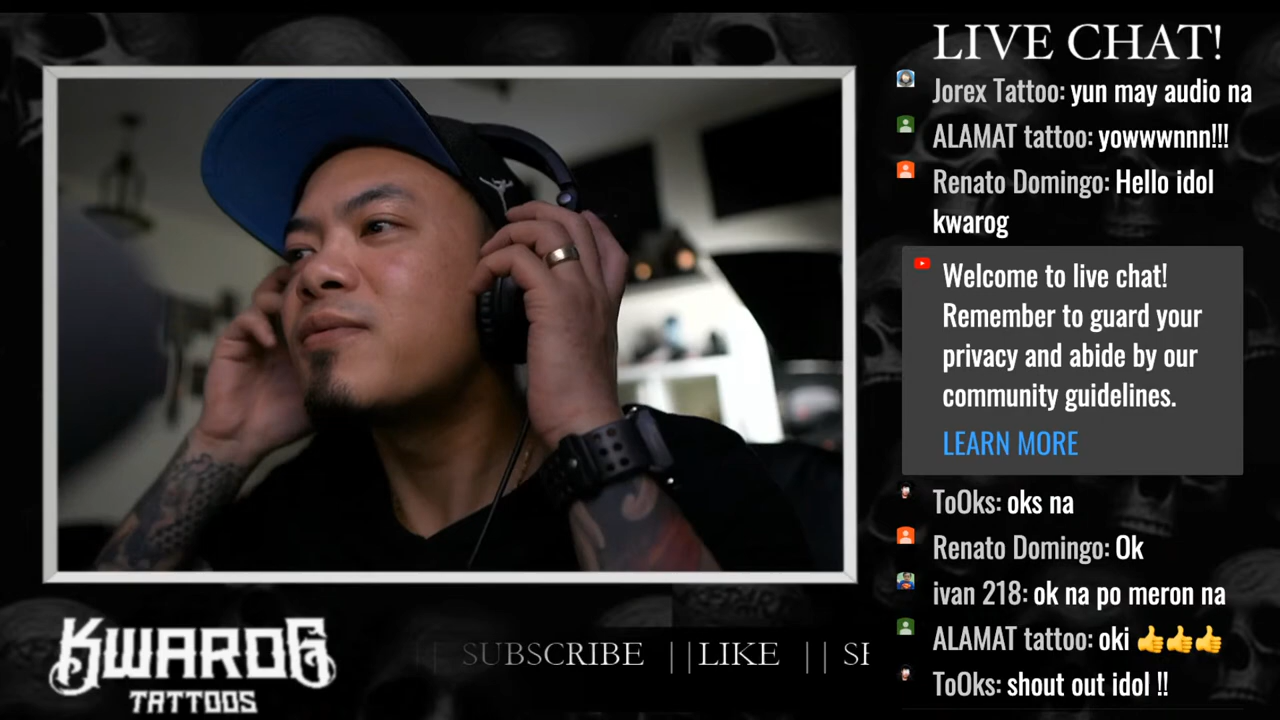 LIVE CHAT!
Jorex Tattoo: yun may audio na
ALAMAT tattoo: yowwwnnn!!!
Renato Domingo: Hello idol
kwarog
Welcome to live chat!
Remember to guard your
privacy and abide by our
community guidelines.
LEARN MORE
ToOks: oks na
Renato Domingo: Ok
ivan 218: ok na po meron na
ALAMAT tattoo: oki 👍👍👍
ToOks: shout out idol !!
KWAROG
TATTOOS
|| SUBSCRIBE || LIKE || SH